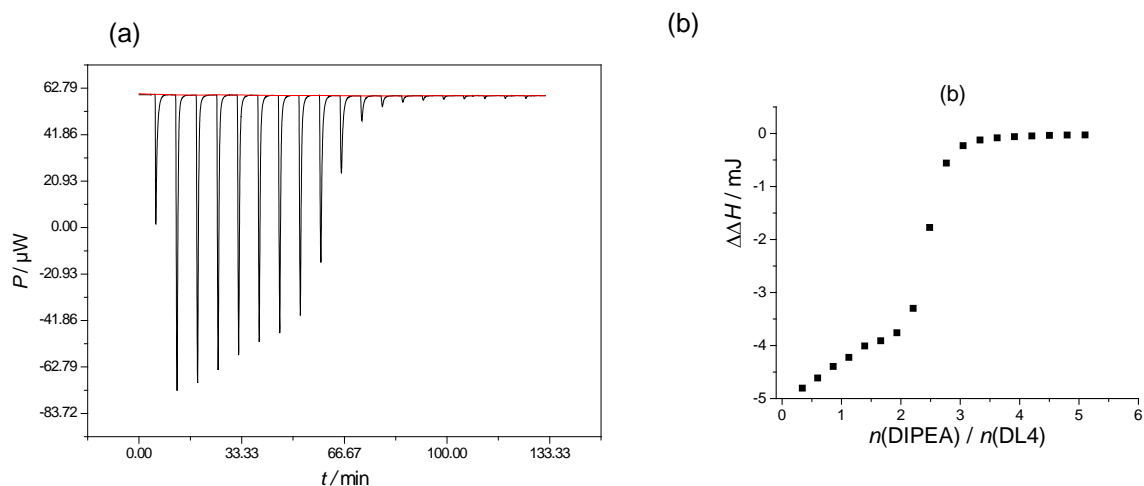 (a)
62.79
41.86
20.93
0.00
-20.93
-41.86
-62.79
-83.72
P / µW
0.00 33.33 66.67 100.00 133.33
t / min
(b)
(b)
0
-1
-2
-3
-4
-5
ΔΔH / mJ
0 1 2 3 4 5 6
n(DIPEA) / n(DL4)